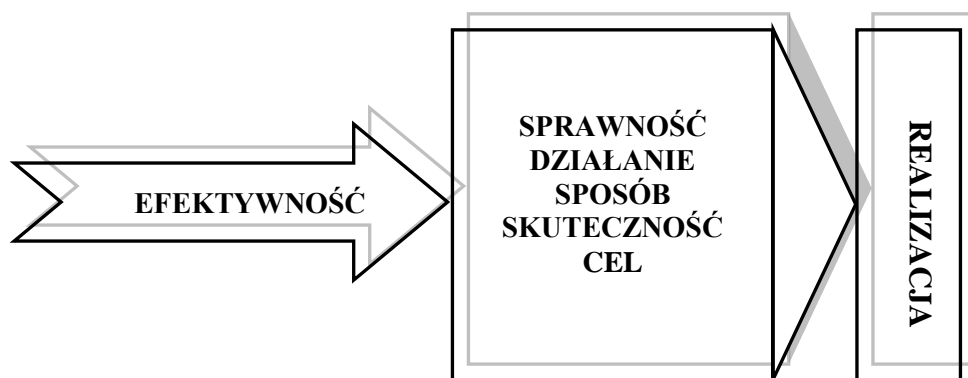 EFEKTYWNOŚĆ
SPRAWNOŚĆ
DZIAŁANIE
SPOSÓB
SKUTECZNOŚĆ
CEL
REALIZACJA